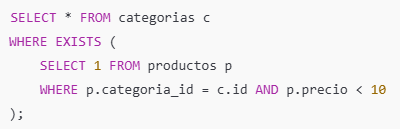 SELECT * FROM categorias c
WHERE EXISTS (
    SELECT 1 FROM productos p
    WHERE p.categoria_id = c.id AND p.precio < 10
);